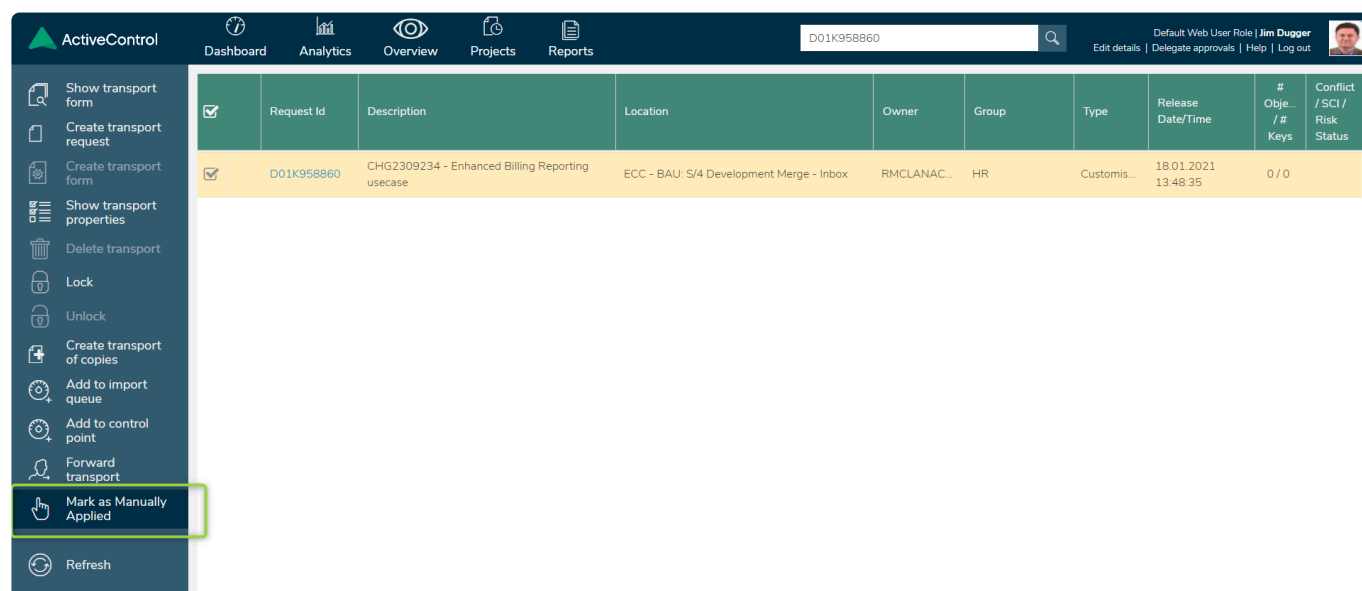 ActiveControl
Dashboard
Analytics
Overview
Projects
Reports
D01K958860
Default Web User Role | Jim Dugger
Edit details | Delegate approvals | Help | Log out
Show transport
form
Create transport
request
Create transport
form
Show transport
properties
Delete transport
Lock
Unlock
Create transport
of copies
Add to import
queue
Add to control
point
Forward
transport
Mark as Manually
Applied
Refresh
Request Id
Description
Location
Owner
Group
Type
Release
Date/Time
#
Obje...
/ #
Keys
Conflict
/ SCI /
Risk
Status
D01K958860
CHG2309234 - Enhanced Billing Reporting
usecase
ECC - BAU: S/4 Development Merge - Inbox
RMCLANAC...
HR
Customis...
18.01.2021
13:48:35
0 / 0